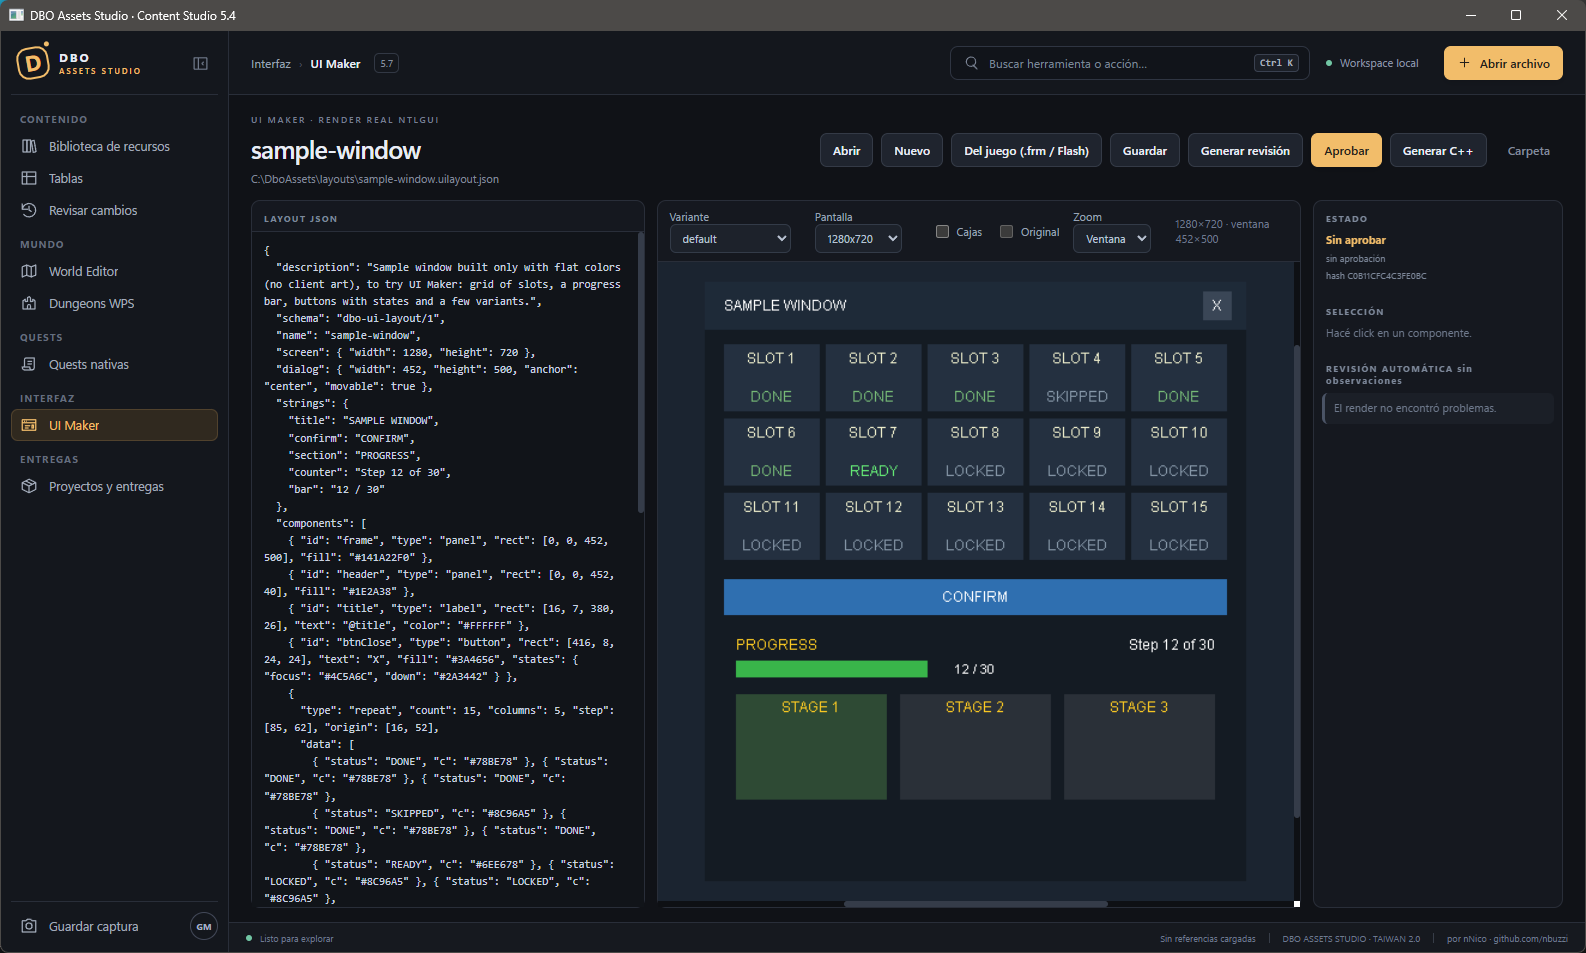 DBO Assets Studio · Content Studio 5.4
D
DBO
ASSETS STUDIO
Interfaz › UI Maker 5.7
Buscar herramienta o acción... Ctrl K
Workspace local
+ Abrir archivo
CONTENIDO
Biblioteca de recursos
Tablas
Revisar cambios
MUNDO
World Editor
Dungeons WPS
QUESTS
Quests nativas
INTERFAZ
UI Maker
ENTREGAS
Proyectos y entregas
Guardar captura
GM
UI MAKER · RENDER REAL NTLGUI
sample-window
C:\DboAssets\layouts\sample-window.uilayout.json
Abrir
Nuevo
Del juego (.frm / Flash)
Guardar
Generar revisión
Aprobar
Generar C++
Carpeta
LAYOUT JSON
{
"description": "Sample window built only with flat colors
(no client art), to try UI Maker: grid of slots, a progress
bar, buttons with states and a few variants.",
"schema": "dbo-ui-layout/1",
"name": "sample-window",
"screen": { "width": 1280, "height": 720 },
"dialog": { "width": 452, "height": 500, "anchor":
"center", "movable": true },
"strings": {
"title": "SAMPLE WINDOW",
"confirm": "CONFIRM",
"section": "PROGRESS",
"counter": "Step 12 of 30",
"bar": "12 / 30"
},
"components": [
{ "id": "frame", "type": "panel", "rect": [0, 0, 452,
500], "fill": "#141A22F0" },
{ "id": "header", "type": "panel", "rect": [0, 0, 452,
40], "fill": "#1E2A38" },
{ "id": "title", "type": "label", "rect": [16, 7, 380,
26], "text": "@title", "color": "#FFFFFF" },
{ "id": "btnClose", "type": "button", "rect": [416, 8,
24, 24], "text": "X", "fill": "#3A4656", "states": {
"focus": "#4C5A6C", "down": "#2A3442" } },
{
"type": "repeat", "count": 15, "columns": 5, "step":
[85, 62], "origin": [16, 52],
"data": [
{ "status": "DONE", "c": "#78BE78" }, { "status":
"DONE", "c": "#78BE78" }, { "status": "DONE", "c":
"#78BE78" },
{ "status": "SKIPPED", "c": "#8C96A5" }, {
"status": "DONE", "c": "#78BE78" }, { "status": "DONE",
"c": "#78BE78" },
{ "status": "READY", "c": "#6EE678" }, { "status":
"LOCKED", "c": "#8C96A5" }, { "status": "LOCKED", "c":
"#8C96A5" },
Variante
default
Pantalla
1280x720
Cajas
Original
Zoom
Ventana
1280×720 · ventana
452×500
SAMPLE WINDOW X
SLOT 1 SLOT 2 SLOT 3 SLOT 4 SLOT 5
DONE DONE DONE SKIPPED DONE
SLOT 6 SLOT 7 SLOT 8 SLOT 9 SLOT 10
DONE READY LOCKED LOCKED LOCKED
SLOT 11 SLOT 12 SLOT 13 SLOT 14 SLOT 15
LOCKED LOCKED LOCKED LOCKED LOCKED
CONFIRM
PROGRESS Step 12 of 30
12 / 30
STAGE 1 STAGE 2 STAGE 3
ESTADO
Sin aprobar
sin aprobación
hash C0B11CFC4C3FE0BC
SELECCIÓN
Hacé click en un componente.
REVISIÓN AUTOMÁTICA sin
observaciones
El render no encontró problemas.
Listo para explorar
Sin referencias cargadas
DBO ASSETS STUDIO · TAIWAN 2.0
por nNico · github.com/nbuzzi